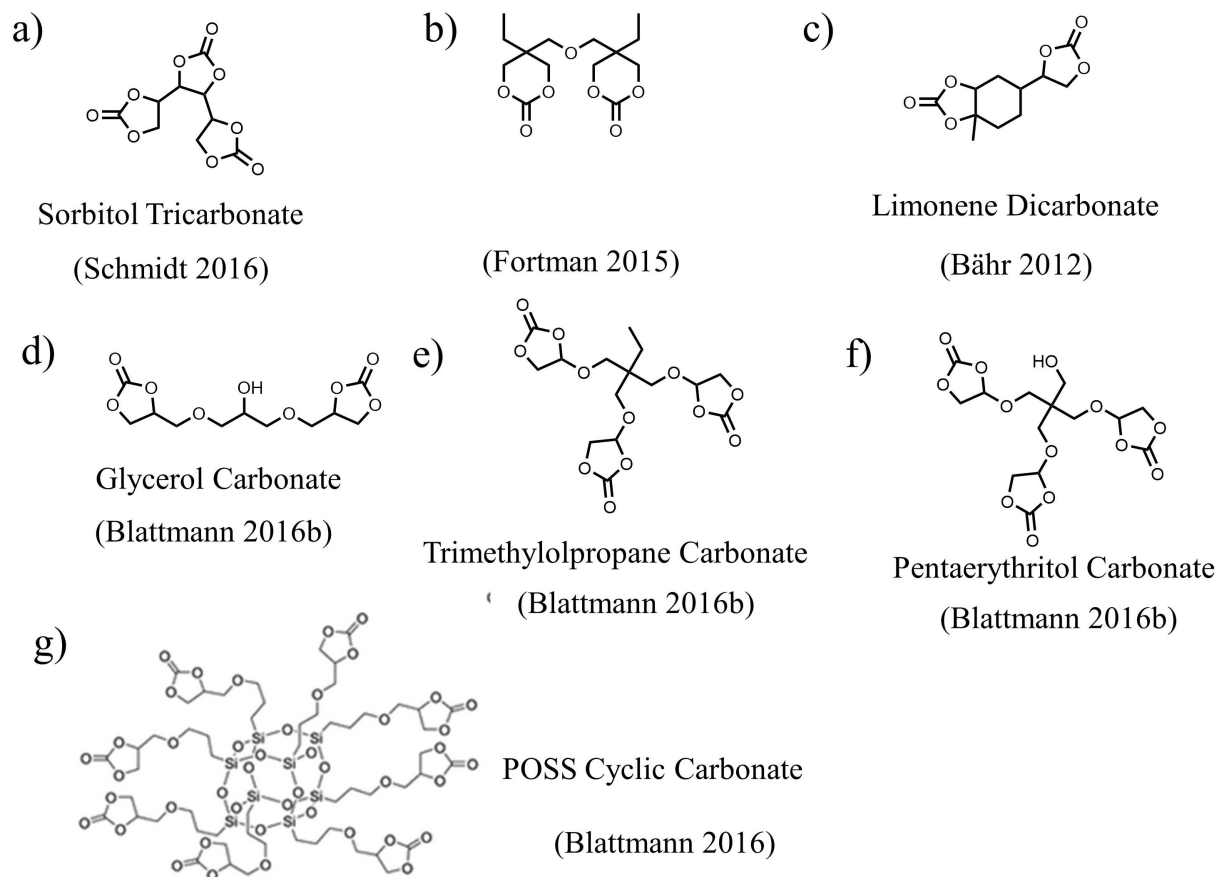 a)
b)
c)
Sorbitol Tricarbonate
(Schmidt 2016)
(Fortman 2015)
Limonene Dicarbonate
(Bähr 2012)
d)
OH
Glycerol Carbonate
(Blattmann 2016b)
e)
Trimethylolpropane Carbonate
(Blattmann 2016b)
f)
HO
Pentaerythritol Carbonate
(Blattmann 2016b)
g)
POSS Cyclic Carbonate
(Blattmann 2016)